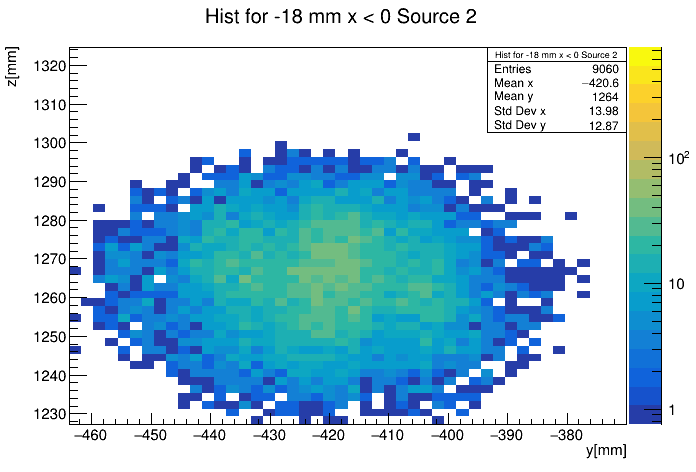 Hist for -18 mm x < 0 Source 2
z[mm]
1320
1310
1300
1290
1280
1270
1260
1250
1240
1230
Hist for -18 mm x < 0 Source 2
Entries 9060
Mean x −420.6
Mean y 1264
Std Dev x 13.98
Std Dev y 12.87
10²
10
1
−460 −450 −440 −430 −420 −410 −400 −390 −380
y[mm]